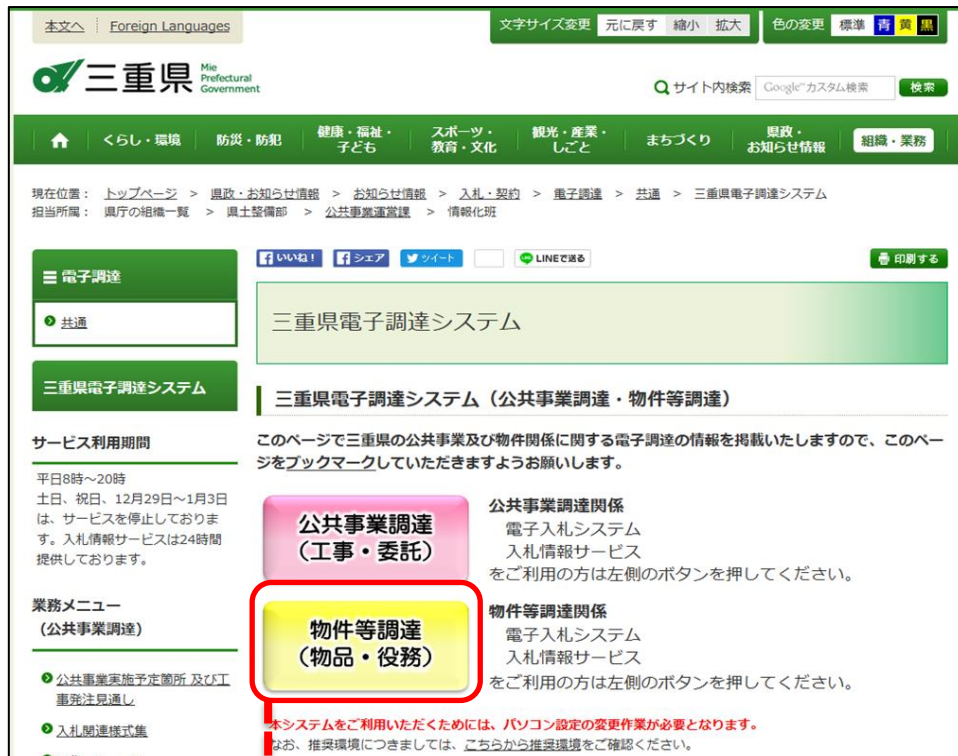 本文へ Foreign Languages 文字サイズ変更 元に戻す 縮小 拡大 色の変更 標準 青 黄 黒
三重県 Mie Prefectural Government
サイト内検索 Google™カスタム検索 検索
くらし・環境 防災・防犯 健康・福祉・子ども スポーツ・教育・文化 観光・産業・しごと まちづくり 県政・お知らせ情報 組織・業務
現在位置： トップページ > 県政・お知らせ情報 > お知らせ情報 > 入札・契約 > 電子調達 > 共通 > 三重県電子調達システム
担当所属： 県庁の組織一覧 > 県土整備部 > 公共事業運営課 > 情報化班
電子調達
共通
三重県電子調達システム
サービス利用期間
平日8時～20時
土日、祝日、12月29日～1月3日
は、サービスを停止しておりま
す。入札情報サービスは24時間
提供しております。
業務メニュー
（公共事業調達）
公共事業実施予定箇所 及び工
事発注見通し
入札関連様式集
いいね！ シェア ツイート LINEで送る 印刷する
三重県電子調達システム
三重県電子調達システム（公共事業調達・物件等調達）
このページで三重県の公共事業及び物件関係に関する電子調達の情報を掲載いたしますので、このペー
ジをブックマークしていただきますようお願いします。
公共事業調達
（工事・委託）
公共事業調達関係
電子入札システム
入札情報サービス
をご利用の方は左側のボタンを押してください。
物件等調達
（物品・役務）
物件等調達関係
電子入札システム
入札情報サービス
をご利用の方は左側のボタンを押してください。
本システムをご利用いただくためには、パソコン設定の変更作業が必要となります。
なお、推奨環境につきましては、こちらから推奨環境をご確認ください。